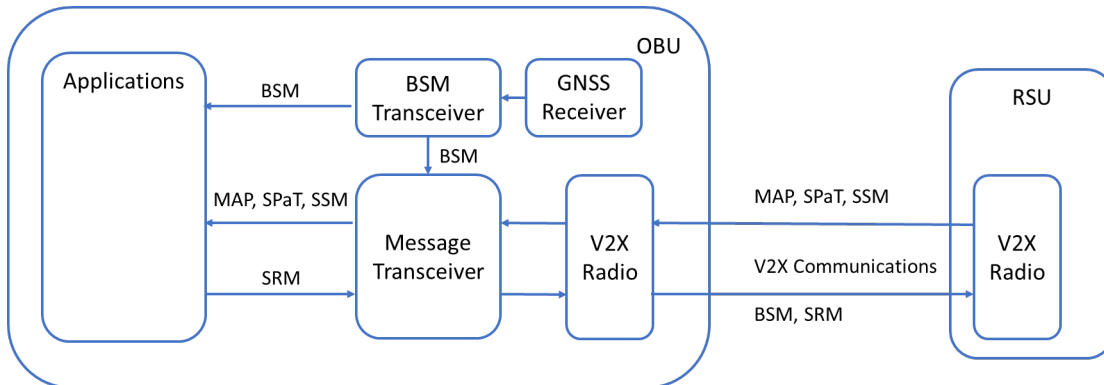 OBU
Applications
BSM
BSM
Transceiver
GNSS
Receiver
RSU
BSM
MAP, SPaT, SSM
Message
Transceiver
SRM
V2X
Radio
MAP, SPaT, SSM
V2X Communications
BSM, SRM
V2X
Radio